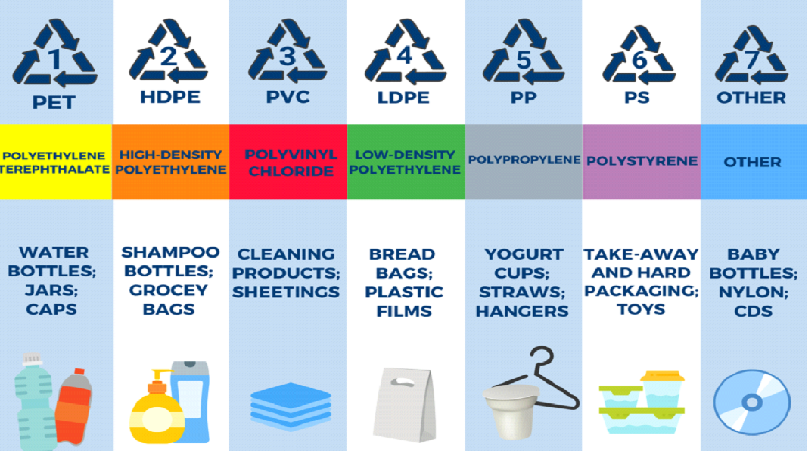 1
PET
POLYETHYLENE
TEREPHTHALATE
WATER
BOTTLES;
JARS;
CAPS
2
HDPE
HIGH-DENSITY
POLYETHYLENE
SHAMPOO
BOTTLES;
GROCEY
BAGS
3
PVC
POLYVINYL
CHLORIDE
CLEANING
PRODUCTS;
SHEETINGS
4
LDPE
LOW-DENSITY
POLYETHYLENE
BREAD
BAGS;
PLASTIC
FILMS
5
PP
POLYPROPYLENE
YOGURT
CUPS;
STRAWS;
HANGERS
6
PS
POLYSTYRENE
TAKE-AWAY
AND HARD
PACKAGING;
TOYS
7
OTHER
OTHER
BABY
BOTTLES;
NYLON;
CDS